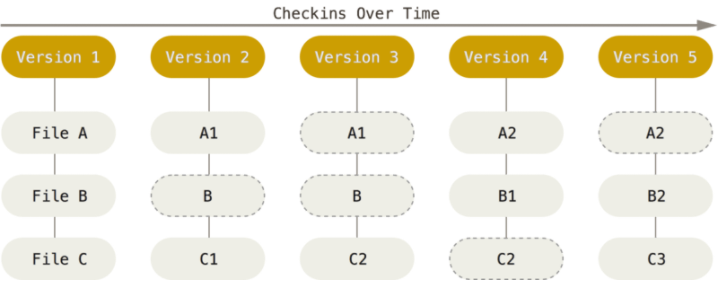 Checkins Over Time
Version 1 Version 2 Version 3 Version 4 Version 5
File A A1 A1 A2 A2
File B B B B1 B2
File C C1 C2 C2 C3